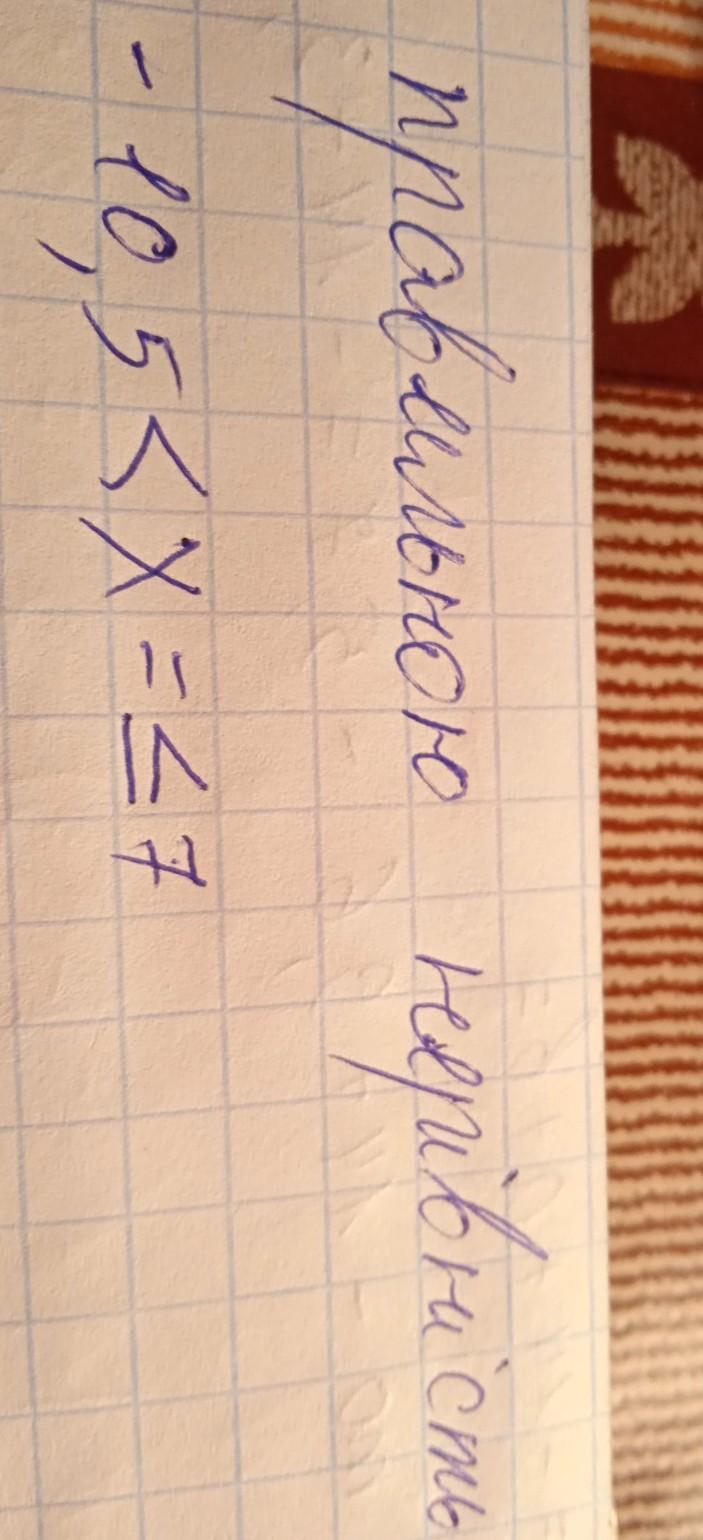 правильною нерівність
- 10,5 < x = ≤ 7